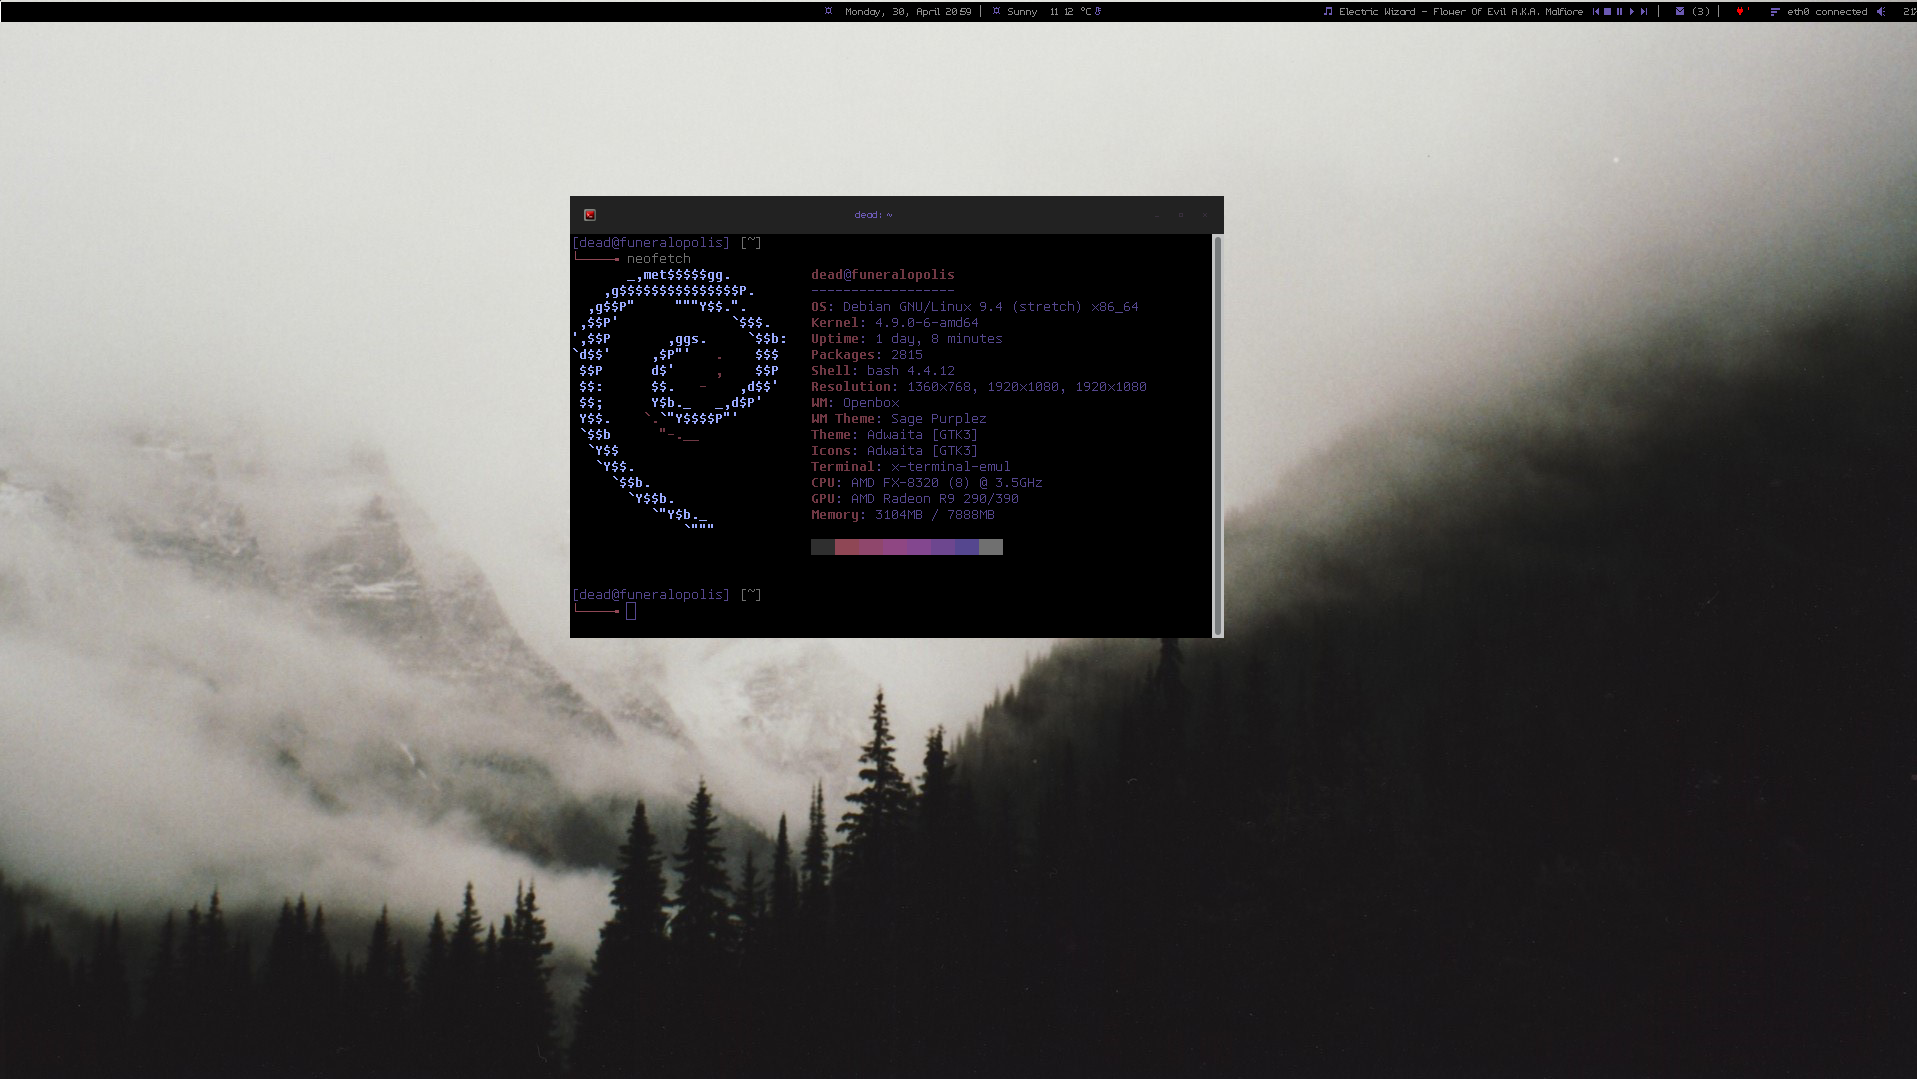 Monday, 30, April 20:59 | Sunny 11 12 °C
Electric Wizard - Flower Of Evil A.K.A. Malfiore | (3) | eth0 connected
dead: ~
[dead@funeralopolis] [~]
neofetch
_,met$$$$$gg.
,g$$$$$$$$$$$$$$$P.
,g$$P" """Y$$.".
,$$P' `$$$.
',$$P ,ggs. `$$b:
`d$$' ,$P"' . $$$
$$P d$' , $$P
$$: $$. - ,d$$'
$$; Y$b._ _,d$P'
Y$$. `.`"Y$$$$P"'
`$$b "-.__
`Y$$
`Y$$.
`$$b.
`Y$$b.
`"Y$b._
`"""
dead@funeralopolis
------------------
OS: Debian GNU/Linux 9.4 (stretch) x86_64
Kernel: 4.9.0-6-amd64
Uptime: 1 day, 8 minutes
Packages: 2815
Shell: bash 4.4.12
Resolution: 1360x768, 1920x1080, 1920x1080
WM: Openbox
WM Theme: Sage Purplez
Theme: Adwaita [GTK3]
Icons: Adwaita [GTK3]
Terminal: x-terminal-emul
CPU: AMD FX-8320 (8) @ 3.5GHz
GPU: AMD Radeon R9 290/390
Memory: 3104MB / 7888MB
[dead@funeralopolis] [~]